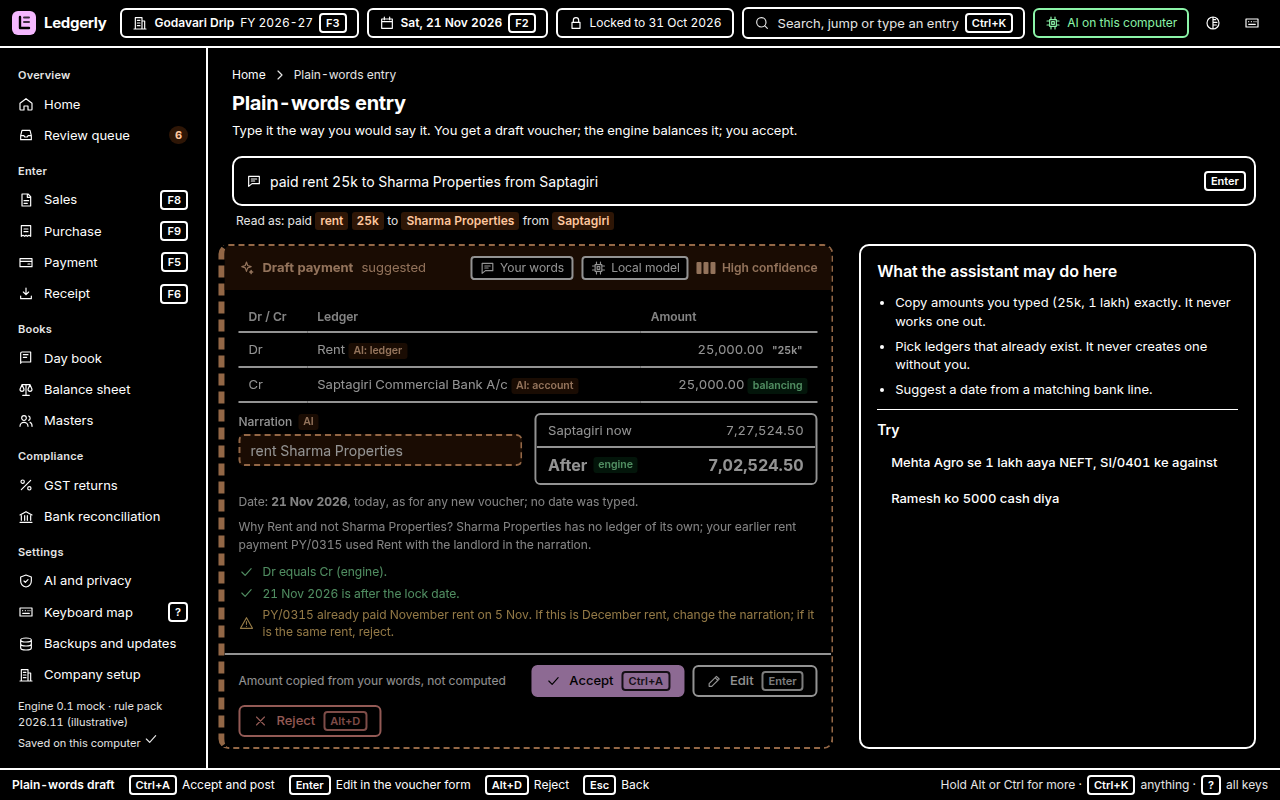 Ledgerly
Godavari Drip FY 2026-27 F3
Sat, 21 Nov 2026 F2
Locked to 31 Oct 2026
Search, jump or type an entry Ctrl+K
AI on this computer
Overview
Home
Review queue 6
Enter
Sales F8
Purchase F9
Payment F5
Receipt F6
Books
Day book
Balance sheet
Masters
Compliance
GST returns
Bank reconciliation
Settings
AI and privacy
Keyboard map ?
Backups and updates
Company setup
Engine 0.1 mock · rule pack
2026.11 (illustrative)
Saved on this computer
Home > Plain-words entry
Plain-words entry
Type it the way you would say it. You get a draft voucher; the engine balances it; you accept.
paid rent 25k to Sharma Properties from Saptagiri Enter
Read as: paid rent 25k to Sharma Properties from Saptagiri
Draft payment suggested Your words Local model High confidence
Dr / Cr Ledger Amount
Dr Rent AI: ledger 25,000.00 "25k"
Cr Saptagiri Commercial Bank A/c AI: account 25,000.00 balancing
Narration AI
rent Sharma Properties
Saptagiri now 7,27,524.50
After engine 7,02,524.50
Date: 21 Nov 2026, today, as for any new voucher; no date was typed.
Why Rent and not Sharma Properties? Sharma Properties has no ledger of its own; your earlier rent
payment PY/0315 used Rent with the landlord in the narration.
Dr equals Cr (engine).
21 Nov 2026 is after the lock date.
PY/0315 already paid November rent on 5 Nov. If this is December rent, change the narration; if it
is the same rent, reject.
Amount copied from your words, not computed
Accept Ctrl+A
Edit Enter
Reject Alt+D
What the assistant may do here
• Copy amounts you typed (25k, 1 lakh) exactly. It never
works one out.
• Pick ledgers that already exist. It never creates one
without you.
• Suggest a date from a matching bank line.
Try
Mehta Agro se 1 lakh aaya NEFT, SI/0401 ke against
Ramesh ko 5000 cash diya
Plain-words draft Ctrl+A Accept and post Enter Edit in the voucher form Alt+D Reject Esc Back
Hold Alt or Ctrl for more · Ctrl+K anything · ? all keys